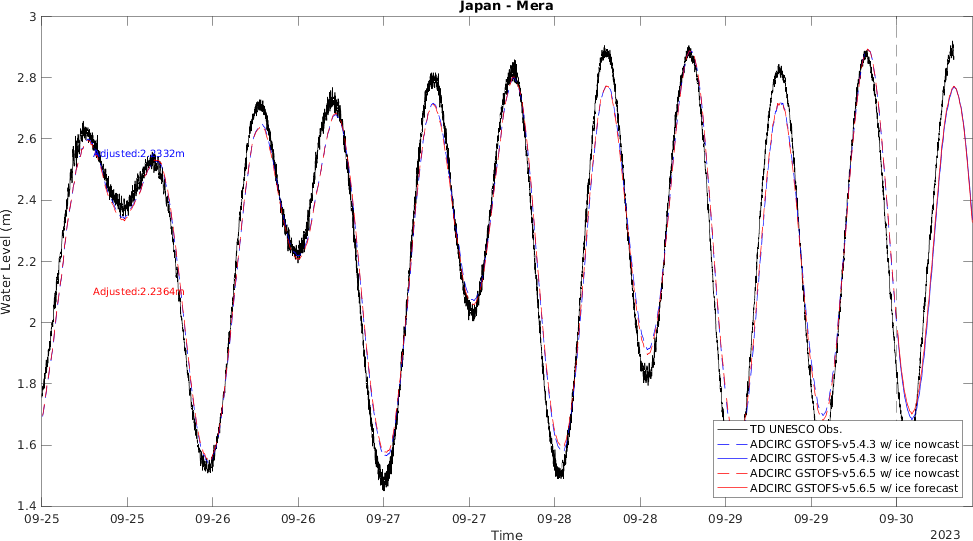 Japan - Mera
3
2.8
2.6
2.4
2.2
2
1.8
1.6
1.4
Water Level (m)
Adjusted:2.2332m
Adjusted:2.2364m
TD UNESCO Obs.
ADCIRC GSTOFS-v5.4.3 w/ ice nowcast
ADCIRC GSTOFS-v5.4.3 w/ ice forecast
ADCIRC GSTOFS-v5.6.5 w/ ice nowcast
ADCIRC GSTOFS-v5.6.5 w/ ice forecast
09-25 09-25 09-26 09-26 09-27 09-27 09-28 09-28 09-29 09-29 09-30
Time
2023